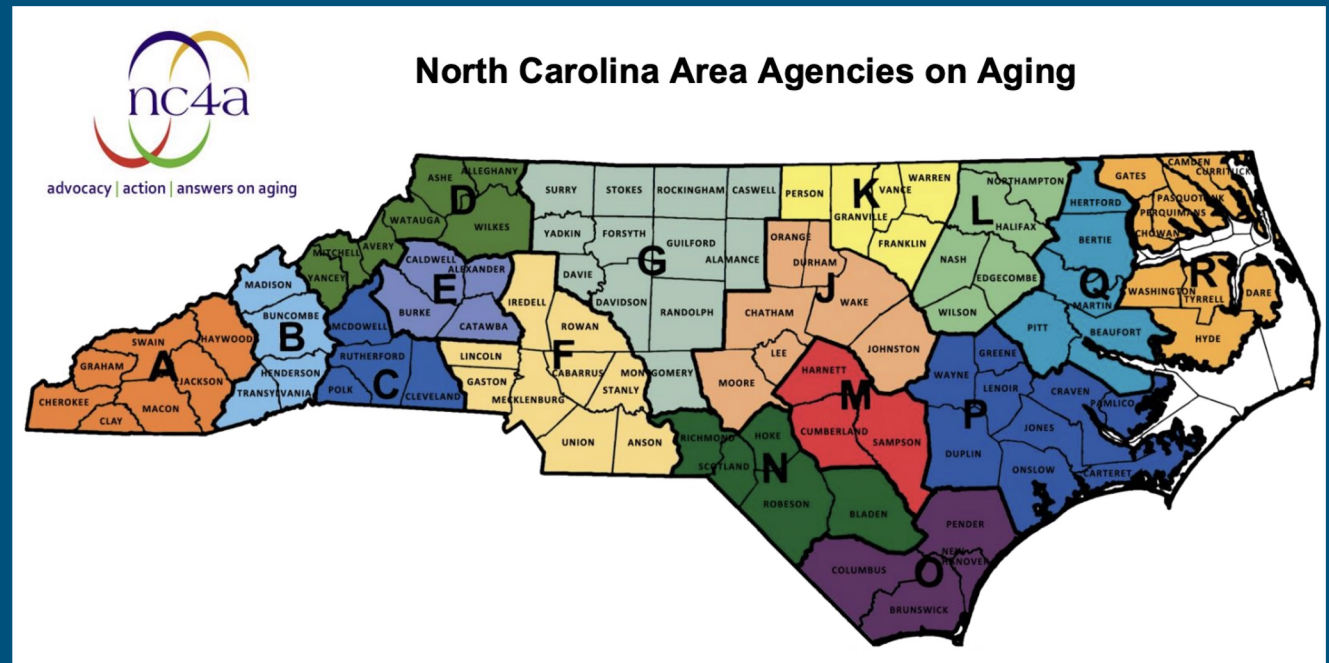 nc4a
advocacy | action | answers on aging
North Carolina Area Agencies on Aging
A
SWAIN
HAYWOOD
GRAHAM
JACKSON
CHEROKEE
MACON
CLAY
B
MADISON
BUNCOMBE
HENDERSON
TRANSYLVANIA
C
MCDOWELL
RUTHERFORD
POLK
CLEVELAND
D
ASHE
ALLEGHANY
WATAUGA
WILKES
MITCHELL
AVERY
YANCEY
E
CALDWELL
ALEXANDER
BURKE
CATAWBA
F
IREDELL
ROWAN
LINCOLN
CABARRUS
GASTON
STANLY
MECKLENBURG
UNION
ANSON
G
SURRY
STOKES
ROCKINGHAM
CASWELL
YADKIN
FORSYTH
GUILFORD
ALAMANCE
DAVIE
DAVIDSON
RANDOLPH
MONTGOMERY
J
ORANGE
DURHAM
WAKE
CHATHAM
LEE
JOHNSTON
MOORE
K
PERSON
VANCE
WARREN
GRANVILLE
FRANKLIN
L
NORTHAMPTON
HALIFAX
NASH
EDGECOMBE
WILSON
M
HARNETT
CUMBERLAND
SAMPSON
N
RICHMOND
HOKE
SCOTLAND
ROBESON
BLADEN
O
PENDER
NEW
HANOVER
COLUMBUS
BRUNSWICK
P
GREENE
WAYNE
LENOIR
CRAVEN
PAMLICO
JONES
DUPLIN
ONSLOW
CARTERET
Q
HERTFORD
BERTIE
MARTIN
PITT
BEAUFORT
R
GATES
CAMDEN
CURRITUCK
PASQUOTANK
PERQUIMANS
CHOWAN
WASHINGTON
TYRRELL
DARE
HYDE